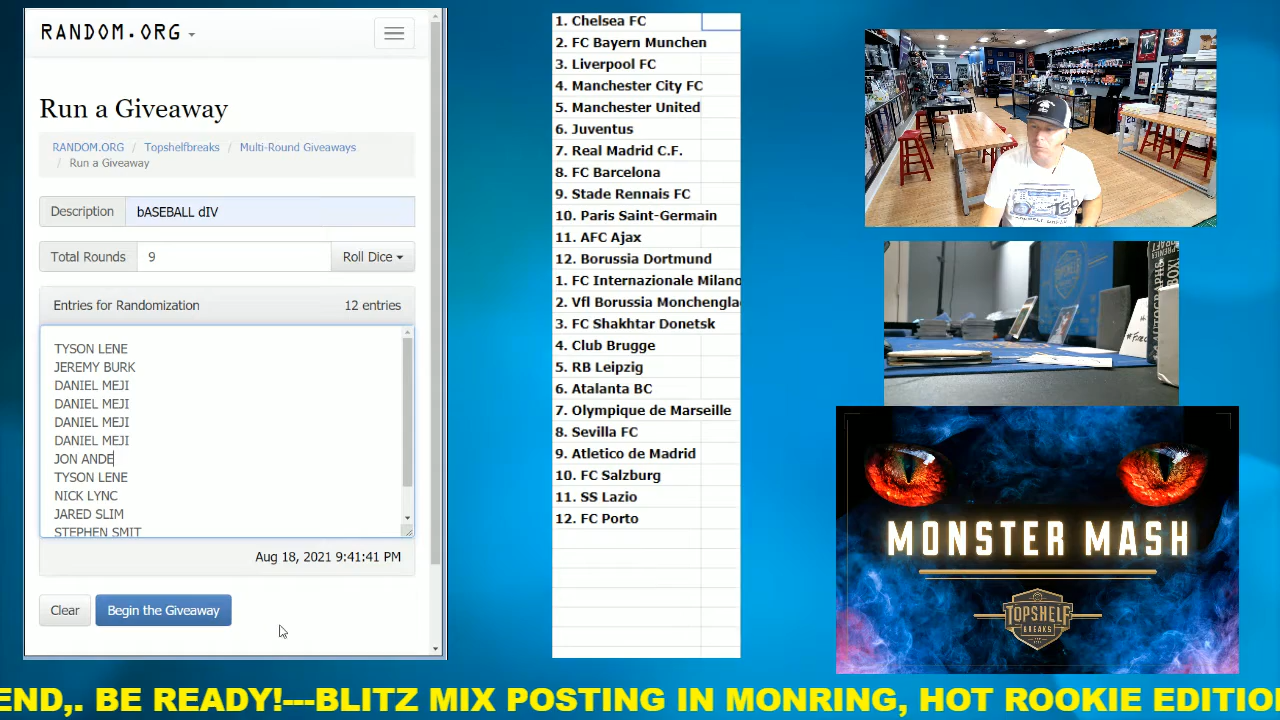 RANDOM.ORG
Run a Giveaway
RANDOM.ORG / Topshelfbreaks / Multi-Round Giveaways
/ Run a Giveaway
Description bASEBALL dIV
Total Rounds 9 Roll Dice
Entries for Randomization 12 entries
TYSON LENE
JEREMY BURK
DANIEL MEJI
DANIEL MEJI
DANIEL MEJI
DANIEL MEJI
JON ANDE
TYSON LENE
NICK LYNC
JARED SLIM
STEPHEN SMIT
Aug 18, 2021 9:41:41 PM
Clear Begin the Giveaway
1. Chelsea FC
2. FC Bayern Munchen
3. Liverpool FC
4. Manchester City FC
5. Manchester United
6. Juventus
7. Real Madrid C.F.
8. FC Barcelona
9. Stade Rennais FC
10. Paris Saint-Germain
11. AFC Ajax
12. Borussia Dortmund
1. FC Internazionale Milano
2. Vfl Borussia Monchengla
3. FC Shakhtar Donetsk
4. Club Brugge
5. RB Leipzig
6. Atalanta BC
7. Olympique de Marseille
8. Sevilla FC
9. Atletico de Madrid
10. FC Salzburg
11. SS Lazio
12. FC Porto
Tsb
AUTOGRAPHS
BOX!
MONSTER MASH
TOPSHELF
BREAKS
END,. BE READY!---BLITZ MIX POSTING IN MONRING, HOT ROOKIE EDITION